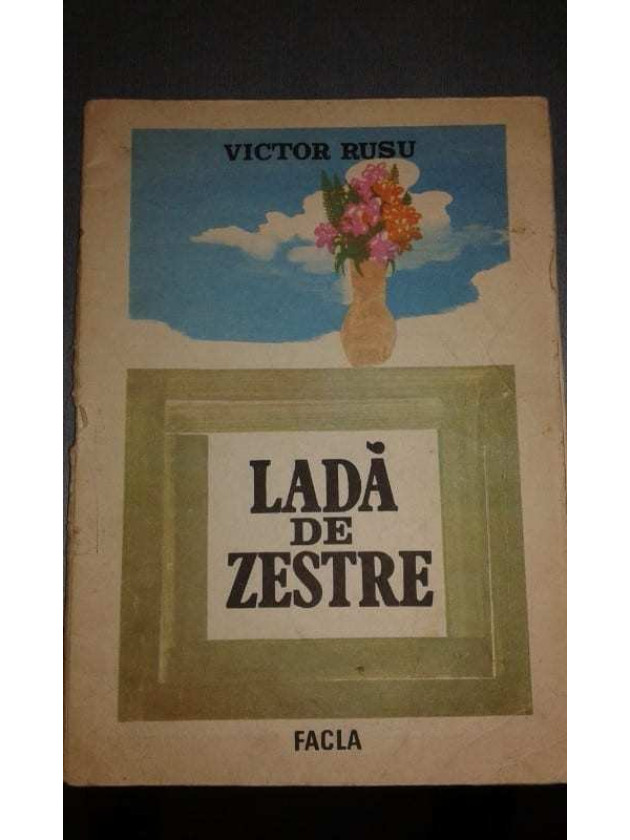 VICTOR RUSU
LADĂ
DE
ZESTRE
FACLA